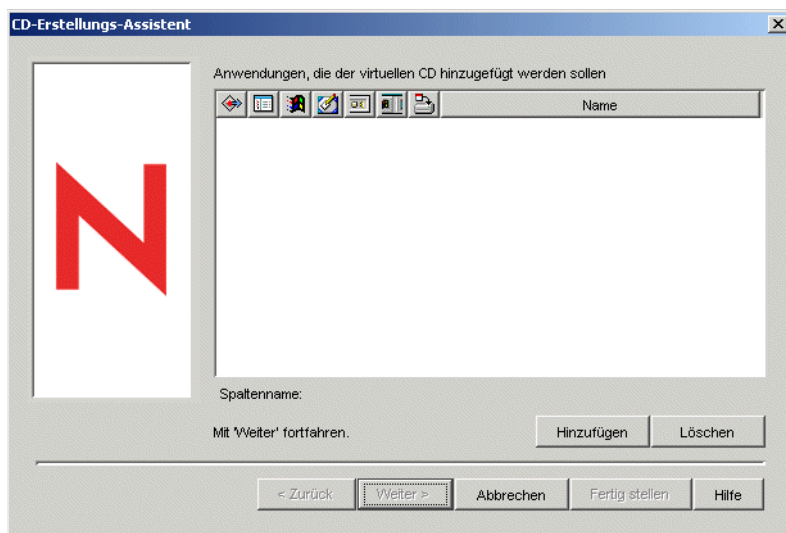 CD-Erstellungs-Assistent
Anwendungen, die der virtuellen CD hinzugefügt werden sollen
Name
Spaltenname:
Mit 'Weiter' fortfahren.
Hinzufügen
Löschen
< Zurück
Weiter >
Abbrechen
Fertig stellen
Hilfe